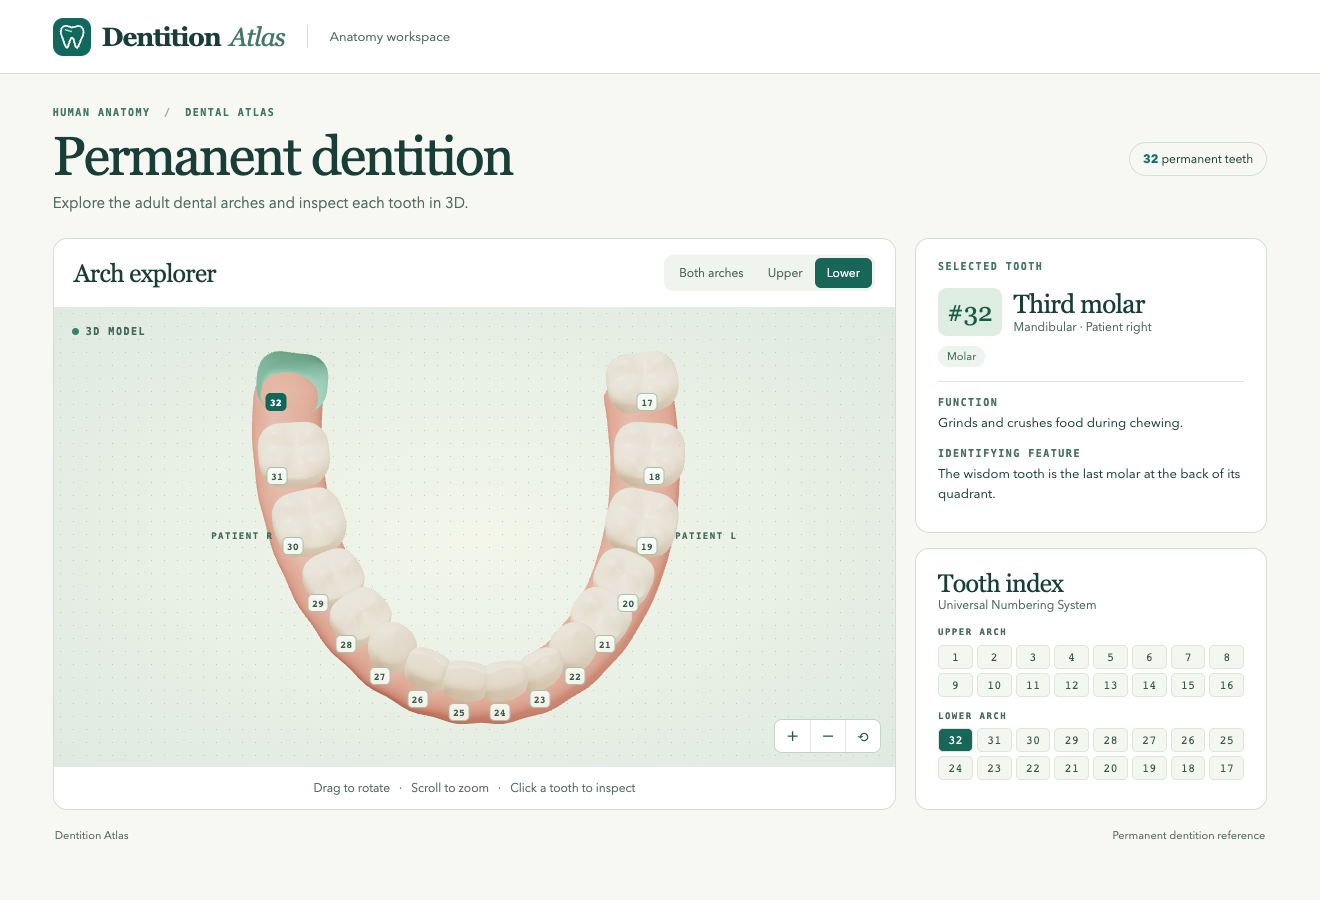 Dentition Atlas
Anatomy workspace
HUMAN ANATOMY / DENTAL ATLAS
Permanent dentition
Explore the adult dental arches and inspect each tooth in 3D.
32 permanent teeth
Arch explorer
Both arches Upper Lower
3D MODEL
32 17
31 18
PATIENT R 30 19 PATIENT L
29 20
28 21
27 22
26 23
25 24
+ − ⟲
Drag to rotate · Scroll to zoom · Click a tooth to inspect
SELECTED TOOTH
#32
Third molar
Mandibular · Patient right
Molar
FUNCTION
Grinds and crushes food during chewing.
IDENTIFYING FEATURE
The wisdom tooth is the last molar at the back of its
quadrant.
Tooth index
Universal Numbering System
UPPER ARCH
1 2 3 4 5 6 7 8
9 10 11 12 13 14 15 16
LOWER ARCH
32 31 30 29 28 27 26 25
24 23 22 21 20 19 18 17
Dentition Atlas
Permanent dentition reference